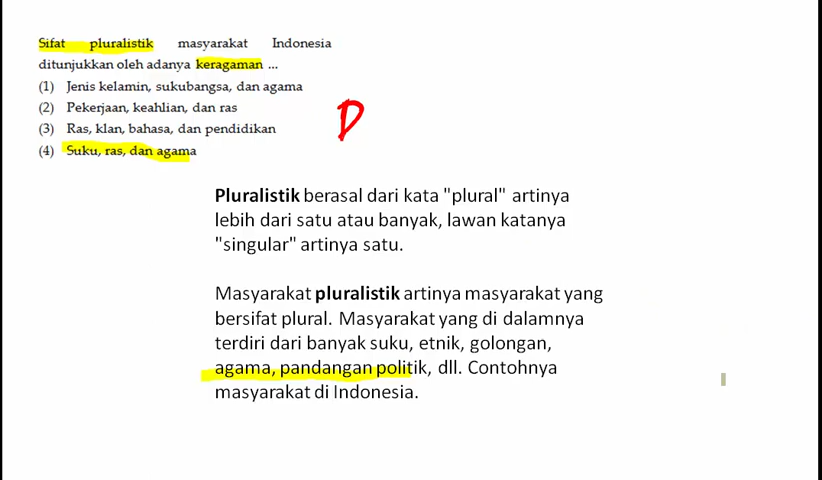 Sifat pluralistik masyarakat Indonesia
ditunjukkan oleh adanya keragaman ...
(1) Jenis kelamin, sukubangsa, dan agama
(2) Pekerjaan, keahlian, dan ras
(3) Ras, klan, bahasa, dan pendidikan
(4) Suku, ras, dan agama
D
Pluralistik berasal dari kata "plural" artinya
lebih dari satu atau banyak, lawan katanya
"singular" artinya satu.
Masyarakat pluralistik artinya masyarakat yang
bersifat plural. Masyarakat yang di dalamnya
terdiri dari banyak suku, etnik, golongan,
agama, pandangan politik, dll. Contohnya
masyarakat di Indonesia.